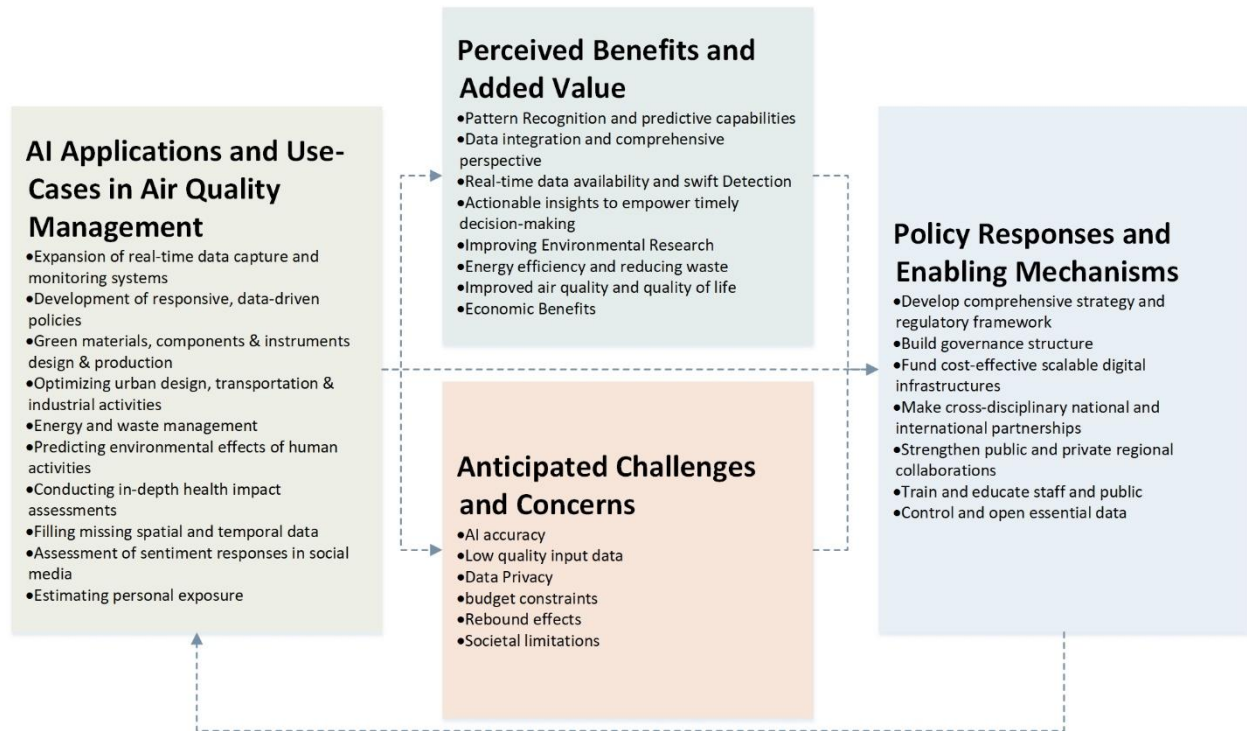 AI Applications and Use-
Cases in Air Quality
Management
•Expansion of real-time data capture and
monitoring systems
•Development of responsive, data-driven
policies
•Green materials, components & instruments
design & production
•Optimizing urban design, transportation &
industrial activities
•Energy and waste management
•Predicting environmental effects of human
activities
•Conducting in-depth health impact
assessments
•Filling missing spatial and temporal data
•Assessment of sentiment responses in social
media
•Estimating personal exposure
Perceived Benefits and
Added Value
•Pattern Recognition and predictive capabilities
•Data integration and comprehensive
perspective
•Real-time data availability and swift Detection
•Actionable insights to empower timely
decision-making
•Improving Environmental Research
•Energy efficiency and reducing waste
•Improved air quality and quality of life
•Economic Benefits
Anticipated Challenges
and Concerns
•AI accuracy
•Low quality input data
•Data Privacy
•budget constraints
•Rebound effects
•Societal limitations
Policy Responses and
Enabling Mechanisms
•Develop comprehensive strategy and
regulatory framework
•Build governance structure
•Fund cost-effective scalable digital
infrastructures
•Make cross-disciplinary national and
international partnerships
•Strengthen public and private regional
collaborations
•Train and educate staff and public
•Control and open essential data